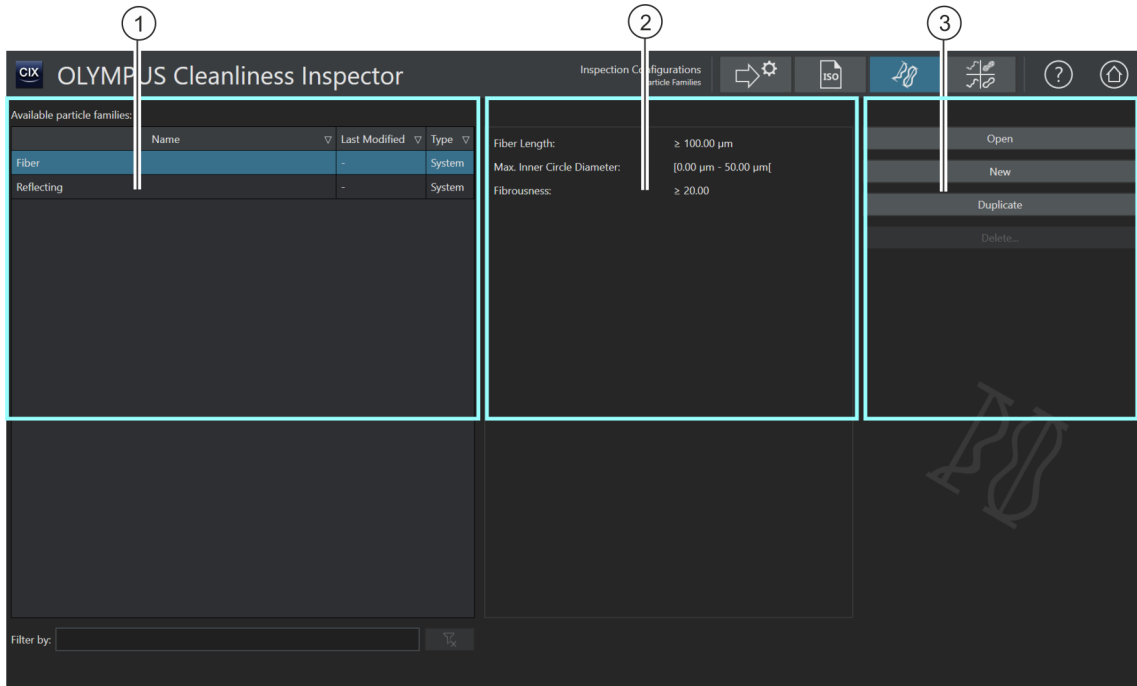 1
2
3
CIX OLYMPUS Cleanliness Inspector
Inspection Configurations
Particle Families
ISO
?
Available particle families:
Name Last Modified Type
Fiber - System
Reflecting - System
Fiber Length: ≥ 100.00 µm
Max. Inner Circle Diameter: [0.00 µm - 50.00 µm[
Fibrousness: ≥ 20.00
Open
New
Duplicate
Delete...
Filter by: